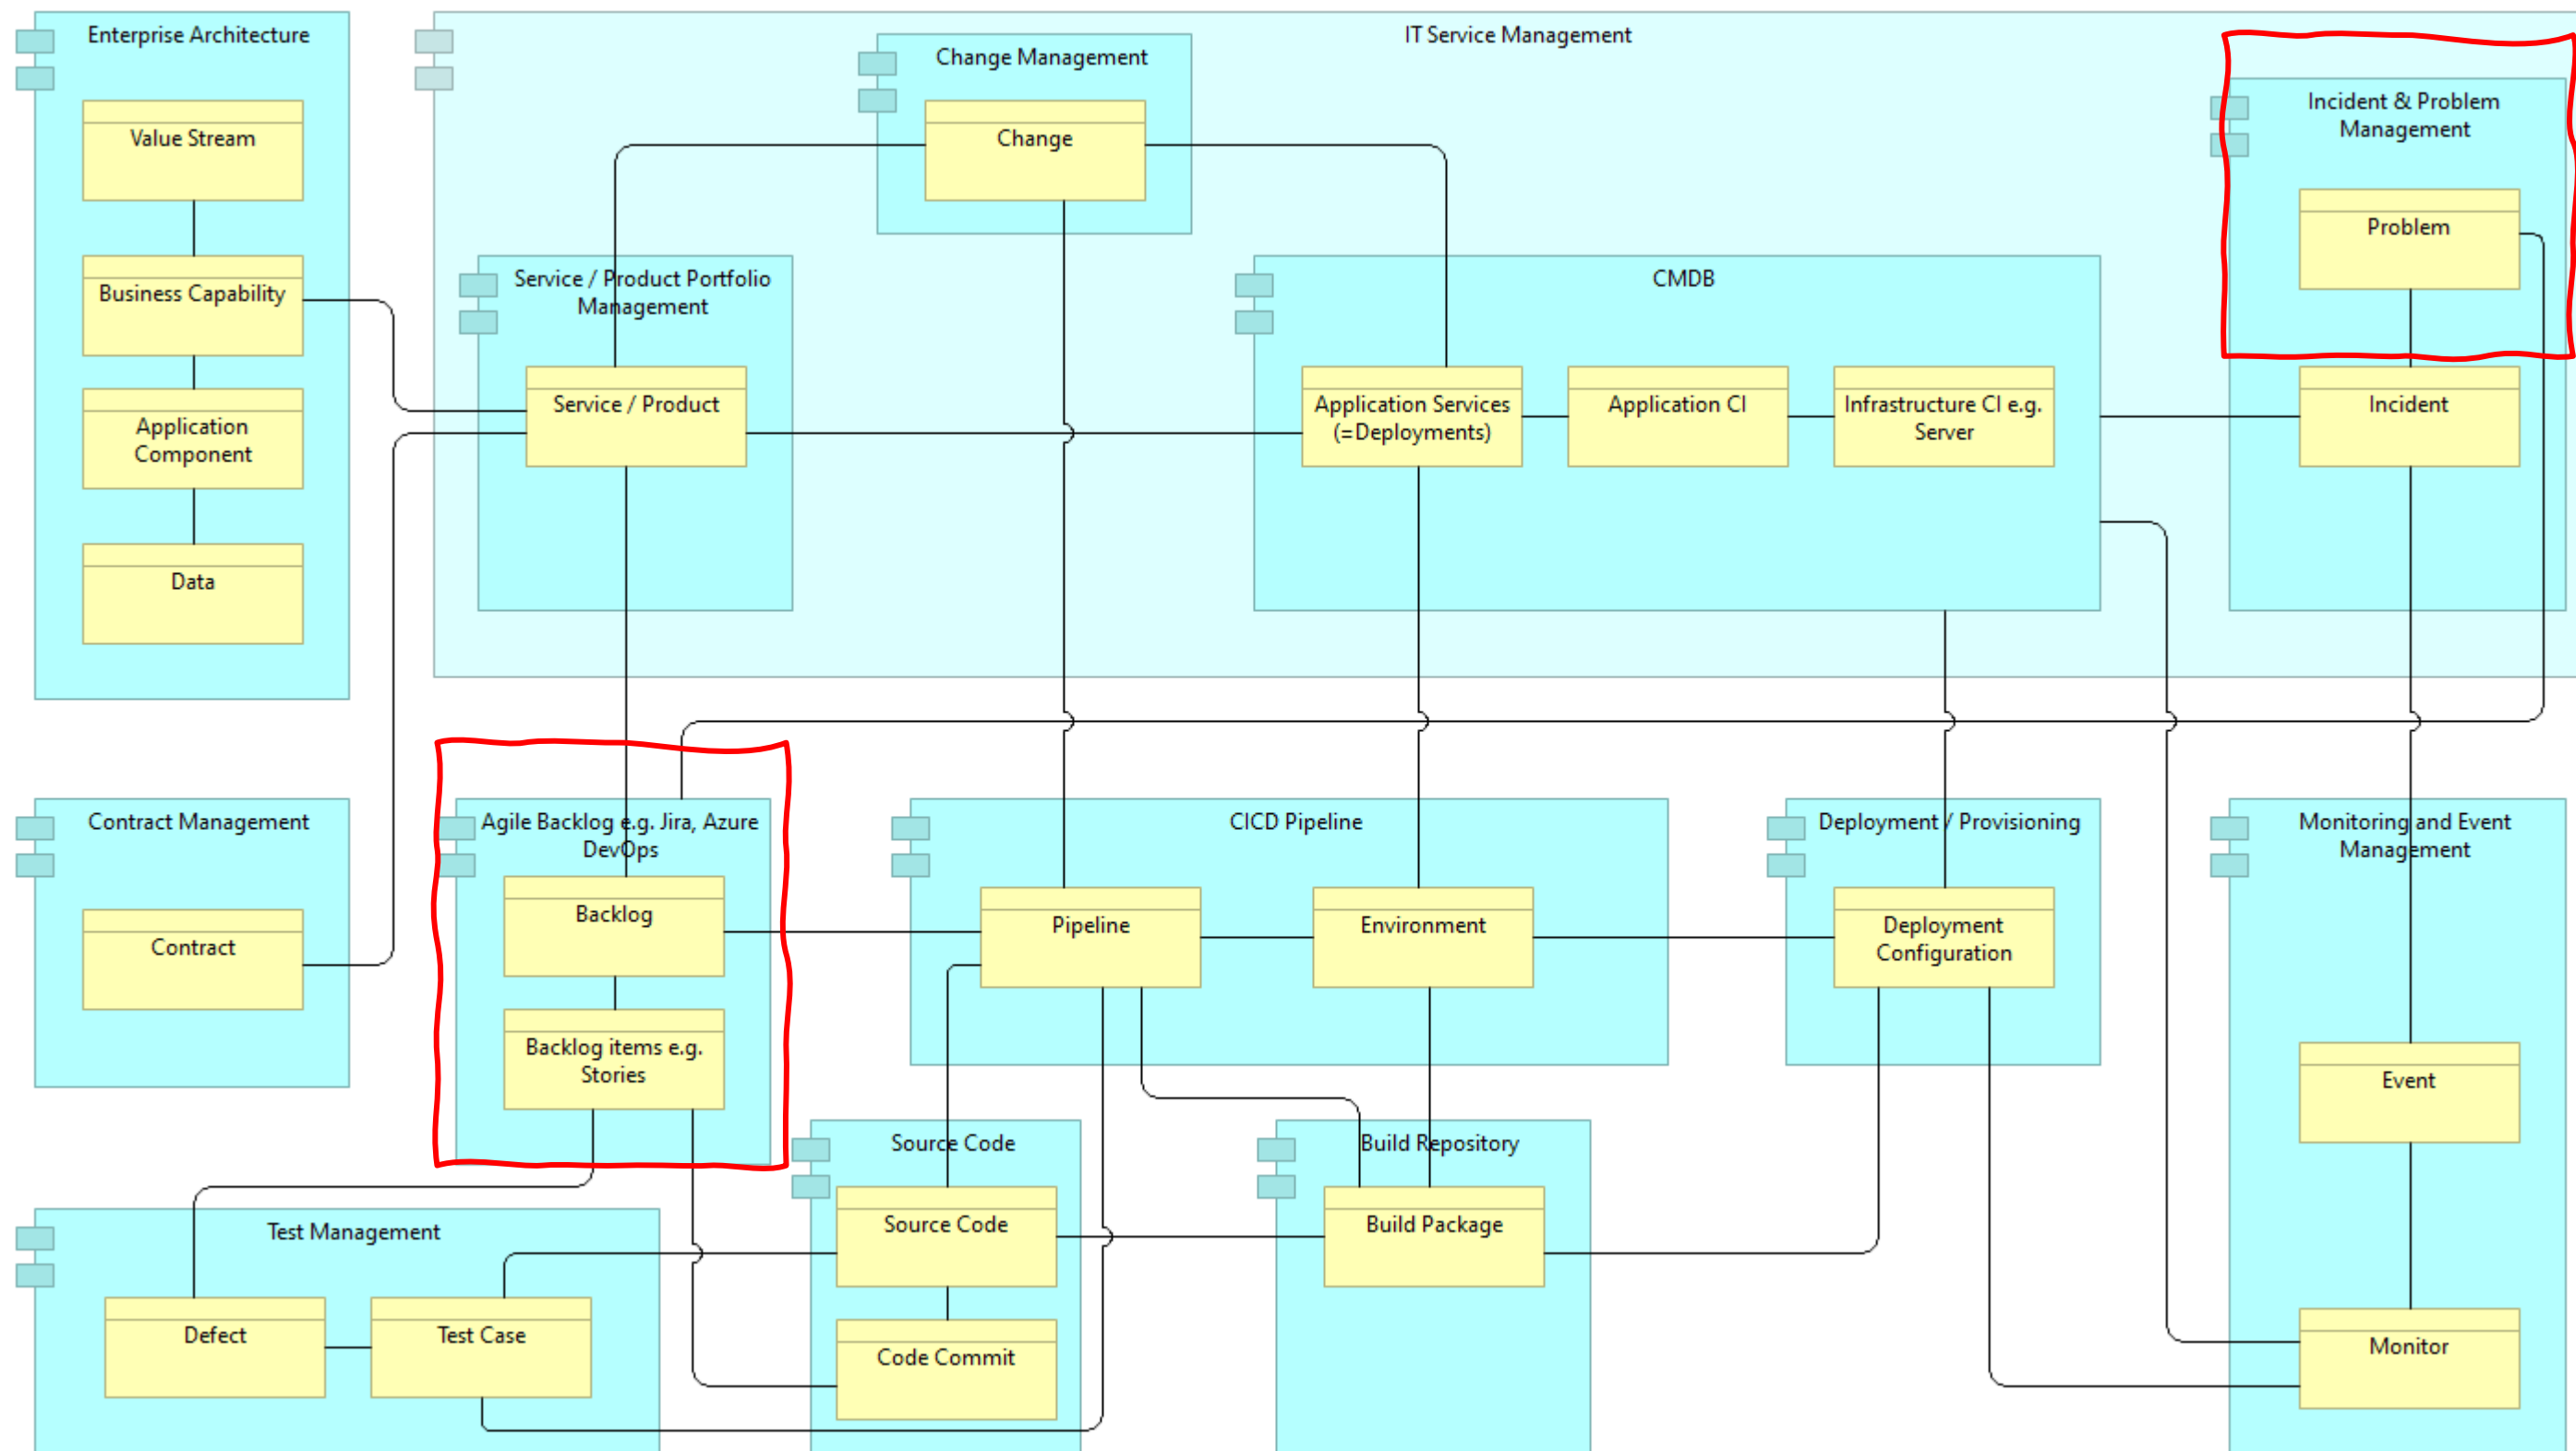 Enterprise Architecture
Value Stream
Business Capability
Application
Component
Data
IT Service Management
Change Management
Change
Service / Product Portfolio
Management
Service / Product
CMDB
Application Services
(=Deployments)
Application CI
Infrastructure CI e.g.
Server
Incident & Problem
Management
Problem
Incident
Contract Management
Contract
Agile Backlog e.g. Jira, Azure
DevOps
Backlog
Backlog items e.g.
Stories
CICD Pipeline
Pipeline
Environment
Deployment / Provisioning
Deployment
Configuration
Monitoring and Event
Management
Event
Monitor
Test Management
Defect
Test Case
Source Code
Source Code
Code Commit
Build Repository
Build Package